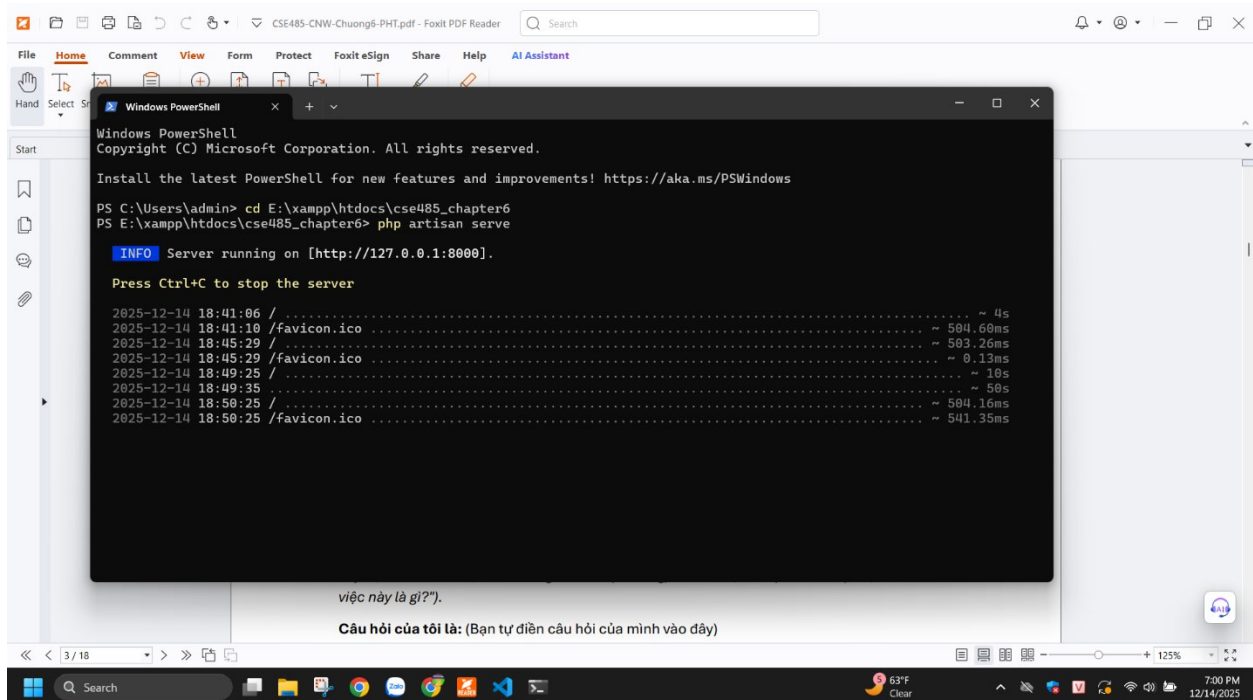 CSE485-CNW-Chuong6-PHT.pdf - Foxit PDF Reader
Search
File Home Comment View Form Protect Foxit eSign Share Help AI Assistant
Hand Select
Windows PowerShell
Start
Windows PowerShell
Copyright (C) Microsoft Corporation. All rights reserved.
Install the latest PowerShell for new features and improvements! https://aka.ms/PSWindows
PS C:\Users\admin> cd E:\xampp\htdocs\cse485_chapter6
PS E:\xampp\htdocs\cse485_chapter6> php artisan serve
INFO Server running on [http://127.0.0.1:8000].
Press Ctrl+C to stop the server
2025-12-14 18:41:06 / ........ ~ 4s
2025-12-14 18:41:10 /favicon.ico ........ ~ 504.60ms
2025-12-14 18:45:29 / ........ ~ 503.26ms
2025-12-14 18:45:29 /favicon.ico ........ ~ 0.13ms
2025-12-14 18:49:25 / ........ ~ 10s
2025-12-14 18:49:35 ........ ~ 50s
2025-12-14 18:50:25 / ........ ~ 504.16ms
2025-12-14 18:50:25 /favicon.ico ........ ~ 541.35ms
việc này là gì?").
Câu hỏi của tôi là: (Bạn tự điền câu hỏi của mình vào đây)
3 / 18
125%
Search
Zalo
5
63°F
Clear
V
7:00 PM
12/14/2025